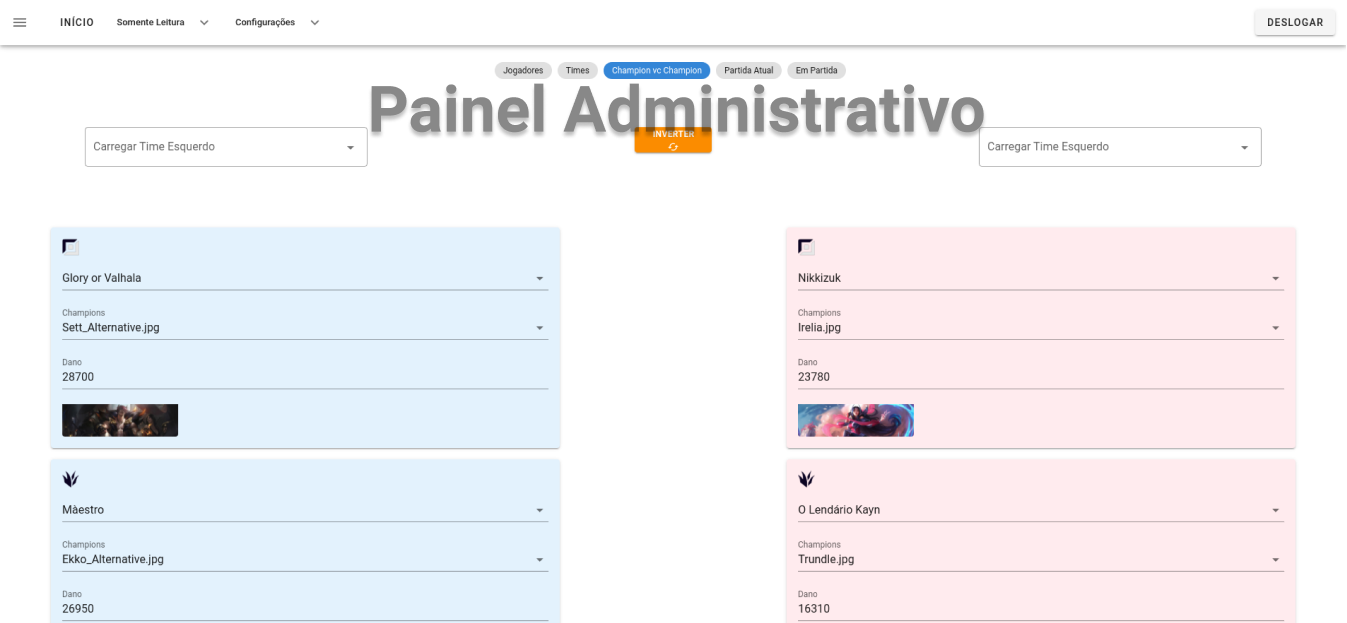 INÍCIO Somente Leitura Configurações DESLOGAR
Jogadores Times Champion vc Champion Partida Atual Em Partida
Painel Administrativo
INVERTER
Carregar Time Esquerdo Carregar Time Esquerdo
Glory or Valhala
Champions
Sett_Alternative.jpg
Dano
28700
Nikkizuk
Champions
Irelia.jpg
Dano
23780
Màestro
Champions
Ekko_Alternative.jpg
Dano
26950
O Lendário Kayn
Champions
Trundle.jpg
Dano
16310